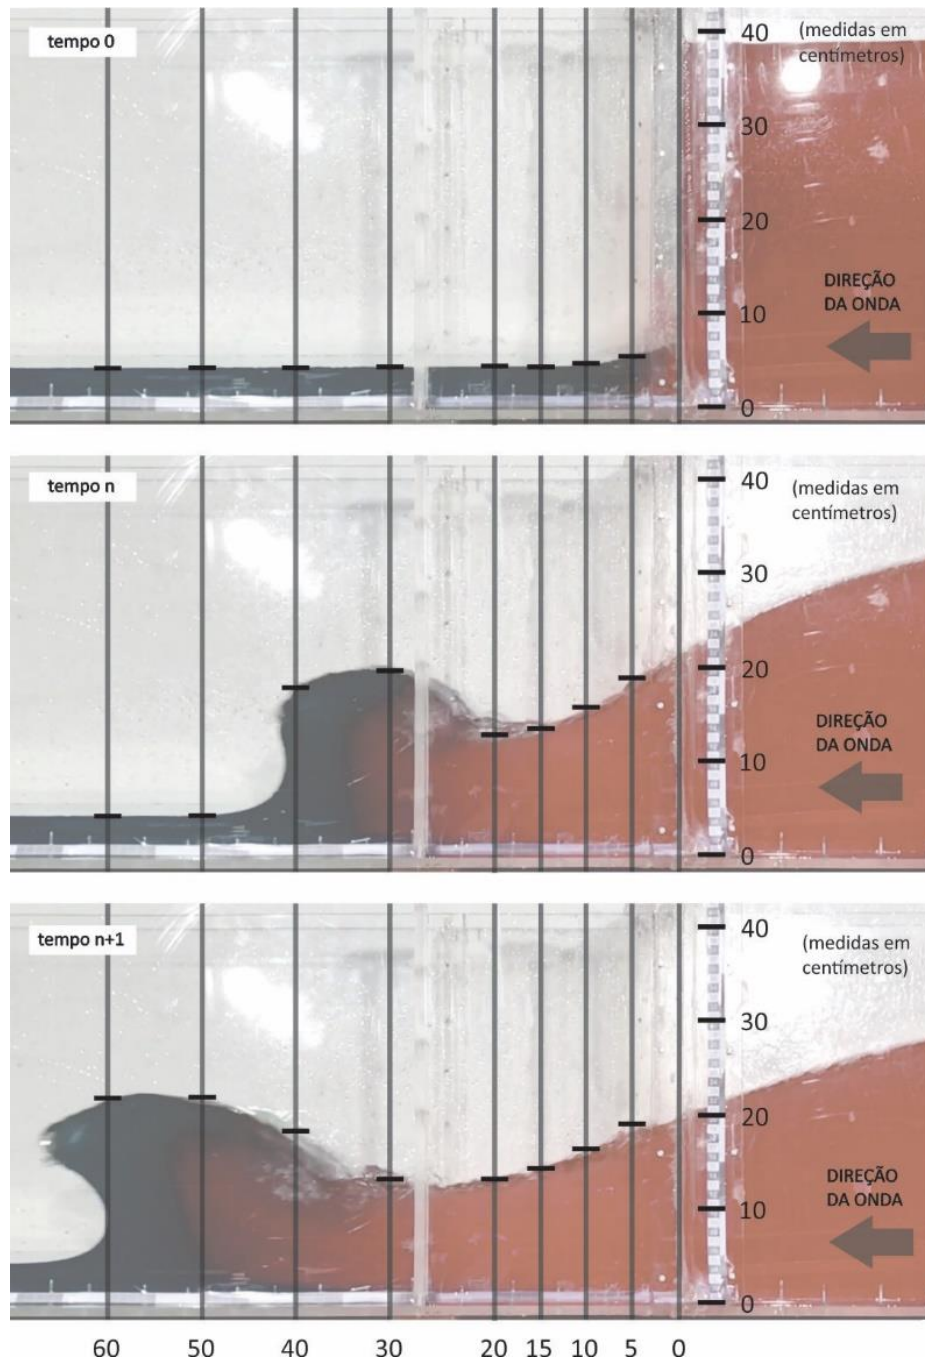 tempo 0
40
(medidas em
centímetros)
30
20
DIREÇÃO
DA ONDA
10
0
tempo n
40
(medidas em
centímetros)
30
20
DIREÇÃO
DA ONDA
10
0
tempo n+1
40
(medidas em
centímetros)
30
20
DIREÇÃO
DA ONDA
10
0
60 50 40 30 20 15 10 5 0